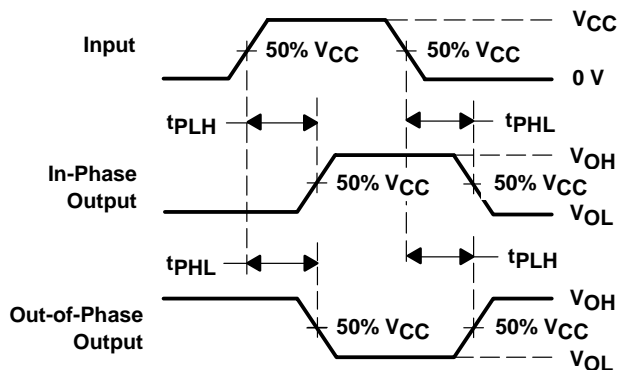 VCC
Input
50% VCC
50% VCC
0 V
tPLH
tPHL
In-Phase
Output
VOH
50% VCC
50% VCC
VOL
tPHL
tPLH
Out-of-Phase
Output
VOH
50% VCC
50% VCC
VOL